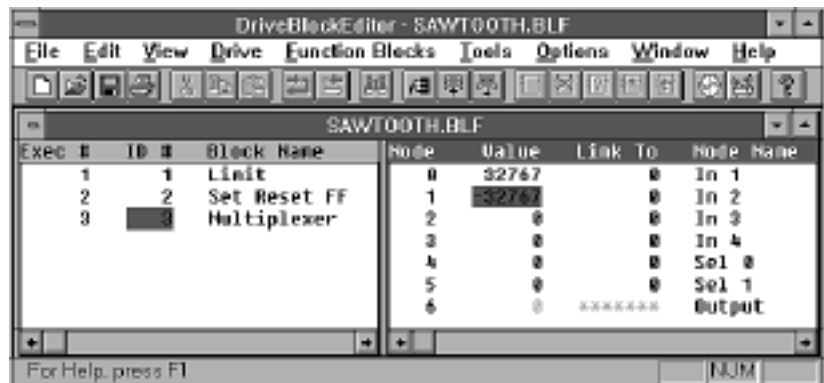 DriveBlockEditor - SAWTOOTH.BLF
File Edit View Drive Function Blocks Tools Options Window Help
SAWTOOTH.BLF
Exec # ID # Block Name Node Value Link To Node Name
1 1 Limit 0 32767 0 In 1
2 2 Set Reset FF 1 -32767 0 In 2
3 3 Multiplexer 2 0 0 In 3
3 0 0 In 4
4 0 0 Sel 0
5 0 0 Sel 1
6 0 ******* Output
For Help, press F1 NUM